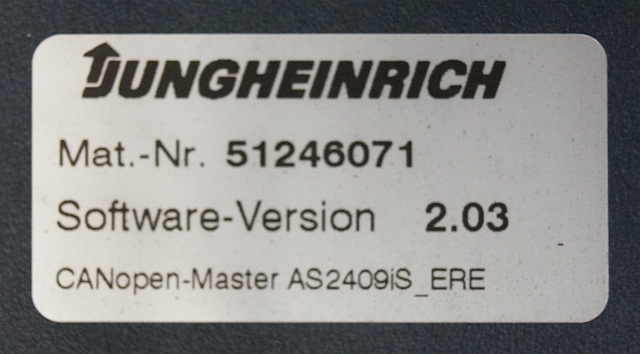 JUNGHEINRICH
Mat.-Nr. 51246071
Software-Version 2.03
CANopen-Master AS2409iS_ERE